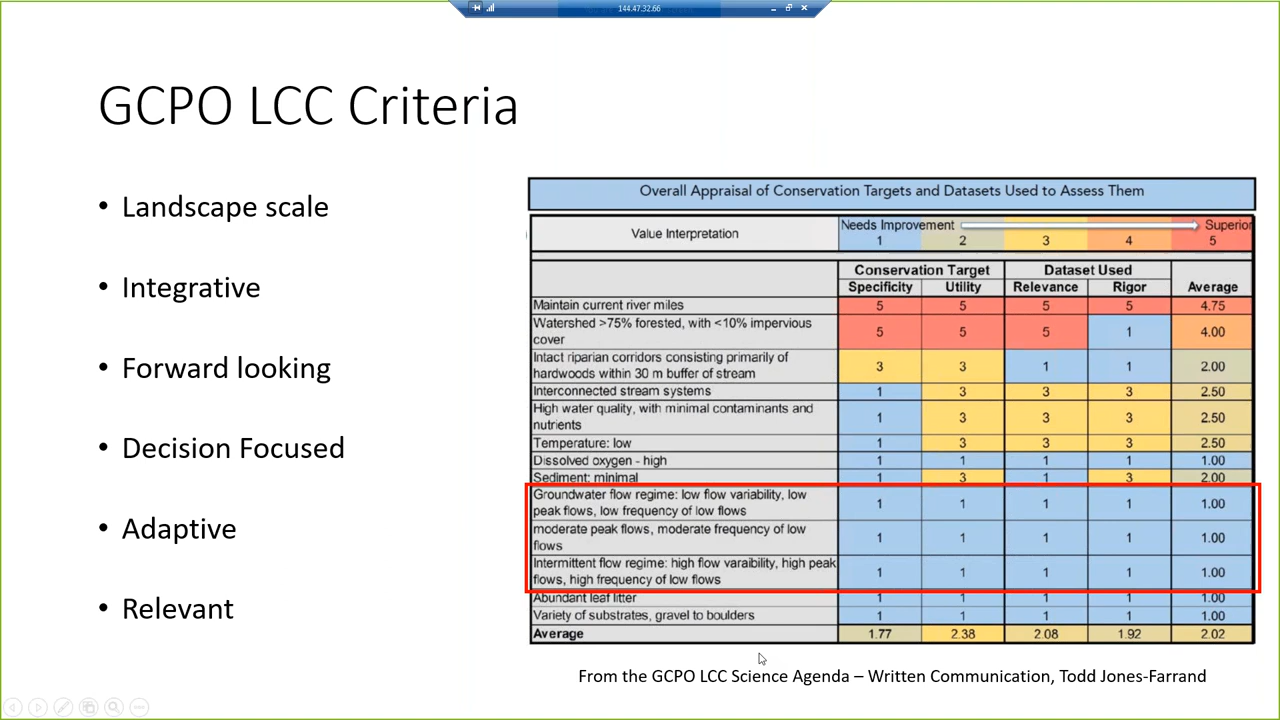 144.47.32.66
GCPO LCC Criteria
• Landscape scale
• Integrative
• Forward looking
• Decision Focused
• Adaptive
• Relevant
Overall Appraisal of Conservation Targets and Datasets Used to Assess Them
Value Interpretation
Needs Improvement Superior
1 2 3 4 5
Conservation Target Dataset Used
Specificity Utility Relevance Rigor Average
Maintain current river miles 5 5 5 5 4.75
Watershed >75% forested, with <10% impervious
cover 5 5 5 1 4.00
Intact riparian corridors consisting primarily of
hardwoods within 30 m buffer of stream 3 3 1 1 2.00
Interconnected stream systems 1 3 3 3 2.50
High water quality, with minimal contaminants and
nutrients 1 3 3 3 2.50
Temperature: low 1 3 3 3 2.50
Dissolved oxygen - high 1 1 1 1 1.00
Sediment: minimal 1 3 1 3 2.00
Groundwater flow regime: low flow variability, low
peak flows, low frequency of low flows 1 1 1 1 1.00
moderate peak flows, moderate frequency of low
flows 1 1 1 1 1.00
Intermittent flow regime: high flow varaibility, high peak
flows, high frequency of low flows 1 1 1 1 1.00
Abundant leaf litter 1 1 1 1 1.00
Variety of substrates, gravel to boulders 1 1 1 1 1.00
Average 1.77 2.38 2.08 1.92 2.02
From the GCPO LCC Science Agenda – Written Communication, Todd Jones-Farrand